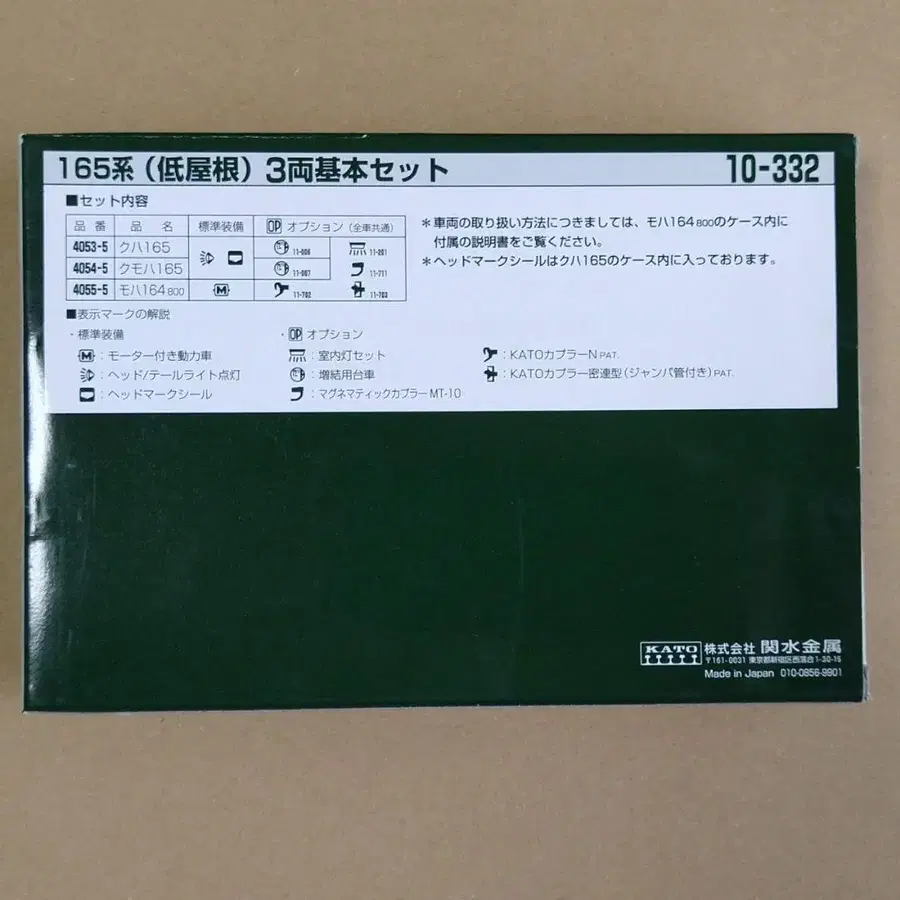 165系（低屋根）3両基本セット 10-332
■セット内容
品番 品名 標準装備 OP オプション（全車共通）
4053-5 クハ165 11-006 11-201
4054-5 クモハ165 11-007 11-711
4055-5 モハ164 800 M 11-702 11-703
＊車両の取り扱い方法につきましては、モハ164 800のケース内に
付属の説明書をご覧ください。
＊ヘッドマークシールはクハ165のケース内に入っております。
■表示マークの解説
・標準装備
M：モーター付き動力車
：ヘッド/テールライト点灯
：ヘッドマークシール
・OP オプション
：室内灯セット
：増結用台車
：マグネマティックカプラーMT-10
：KATOカプラーN PAT.
：KATOカプラー密連型（ジャンパ管付き）PAT.
KATO 株式会社 関水金属
〒161-0031 東京都新宿区西落合1-30-15
Made in Japan 010-0856-9901